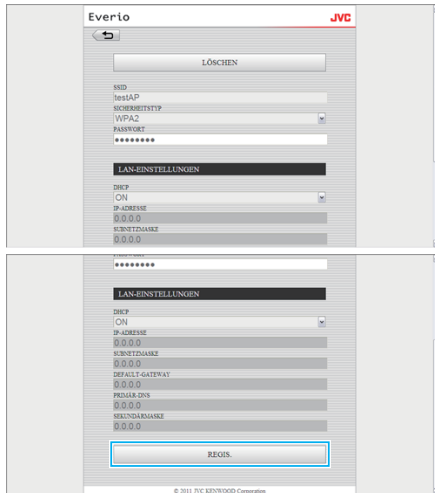 Everio JVC
LÖSCHEN
SSID
testAP
SICHERHEITSTYP
WPA2
PASSWORT
LAN-EINSTELLUNGEN
DHCP
ON
IP-ADRESSE
0.0.0.0
SUBNETZMASKE
0.0.0.0
LAN-EINSTELLUNGEN
DHCP
ON
IP-ADRESSE
0.0.0.0
SUBNETZMASKE
0.0.0.0
DEFAULT-GATEWAY
0.0.0.0
PRIMÄR-DNS
0.0.0.0
SEKUNDÄRMASKE
0.0.0.0
REGIS.
© 2011 JVC KENWOOD Corporation